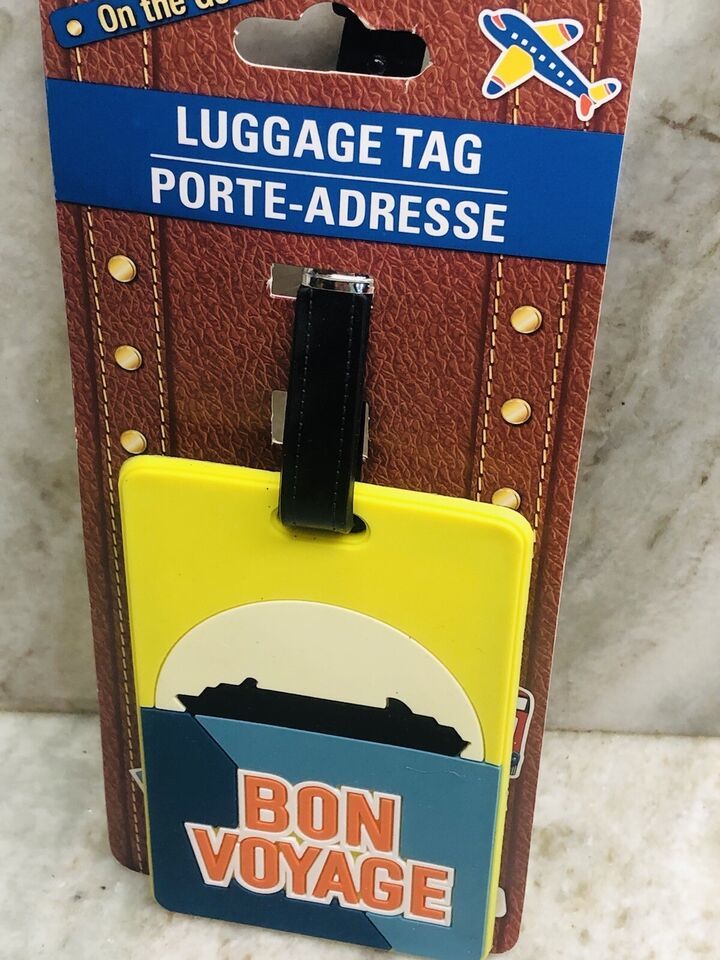 On the
LUGGAGE TAG
PORTE-ADRESSE
BON
VOYAGE